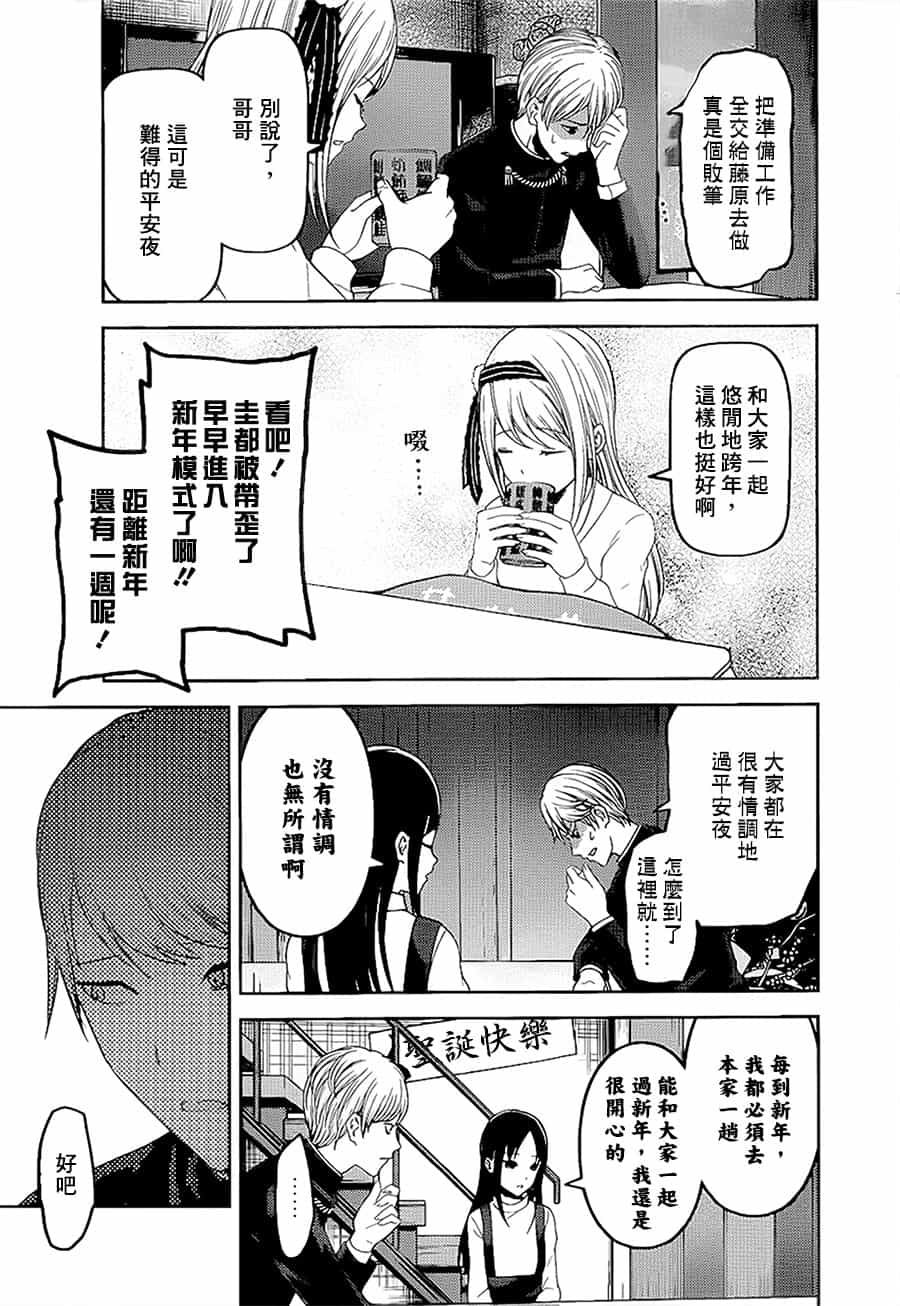 把準備工作
全交給藤原去做
真是個敗筆
別說了，
哥哥
這可是
難得的平安夜
和大家一起
悠閒地跨年，
這樣也挺好啊
啜……
看吧！
圭都被帶歪了
早早進入
新年模式了啊！！
距離新年
還有一週呢！
大家都在
很有情調地
過平安夜
怎麼到了
這裡就……
沒有情調
也無所謂啊
每到新年，
我都必須去
本家一趟
能和大家一起
過新年，我還是
很開心的
聖誕快樂
……
好吧